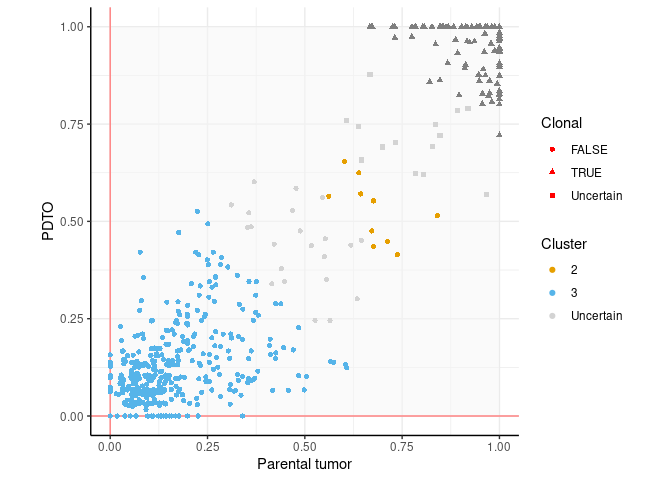 1.00
0.75
0.50
0.25
0.00
PDTO
0.00 0.25 0.50 0.75 1.00
Parental tumor
Clonal
FALSE
TRUE
Uncertain
Cluster
2
3
Uncertain